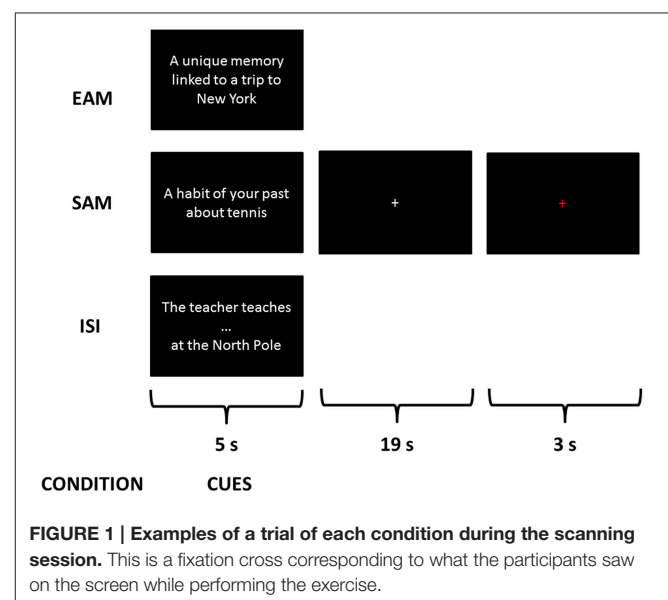 EAM
A unique memory
linked to a trip to
New York
SAM
A habit of your past
about tennis
+
+
ISI
The teacher teaches
...
at the North Pole
5 s
19 s
3 s
CONDITION
CUES
FIGURE 1 | Examples of a trial of each condition during the scanning
session. This is a fixation cross corresponding to what the participants saw
on the screen while performing the exercise.